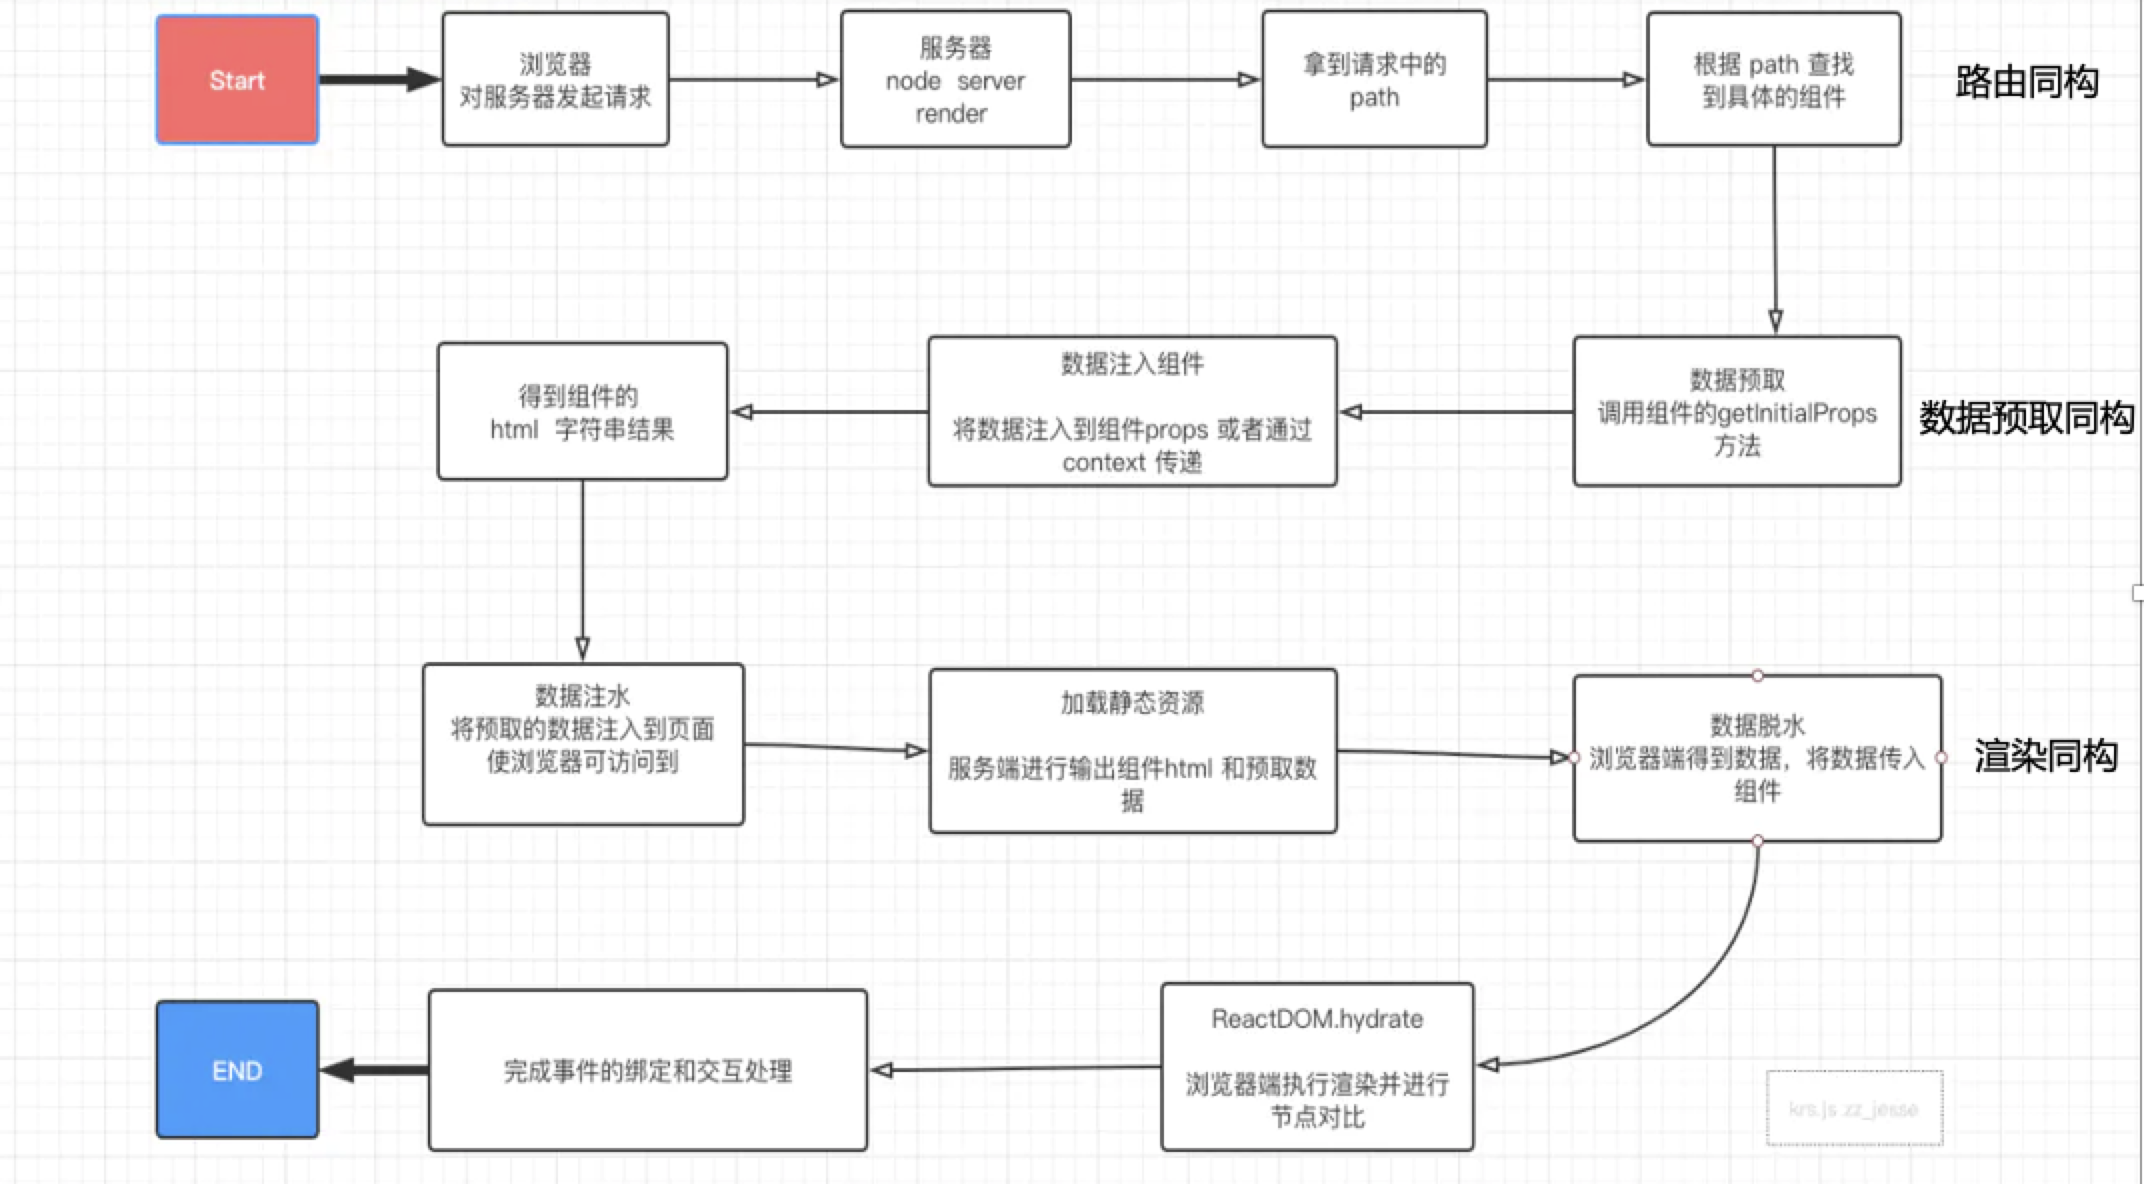 Start
浏览器
对服务器发起请求
服务器
node server
render
拿到请求中的
path
根据 path 查找
到具体的组件
路由同构
数据预取
调用组件的getInitialProps
方法
数据预取同构
数据注入组件
将数据注入到组件props 或者通过
context 传递
得到组件的
html 字符串结果
数据注水
将预取的数据注入到页面
使浏览器可访问到
加载静态资源
服务端进行输出组件html 和预取数
据
数据脱水
浏览器端得到数据，将数据传入
组件
渲染同构
ReactDOM.hydrate
浏览器端执行渲染并进行
节点对比
完成事件的绑定和交互处理
END
krs.js zz_jesse